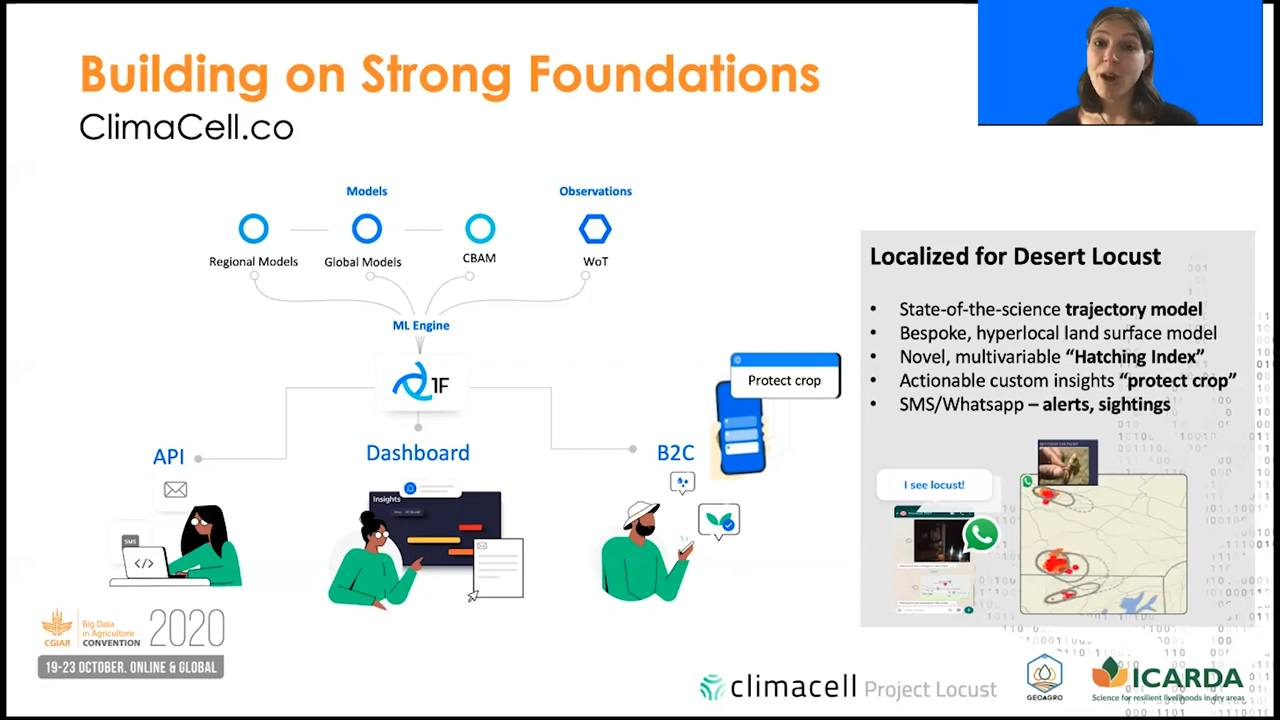 Building on Strong Foundations
ClimaCell.co
Models
Observations
Regional Models
Global Models
CBAM
WoT
ML Engine
1F
API
Dashboard
B2C
Protect crop
SMS
</>
Insights
Localized for Desert Locust
• State-of-the-science trajectory model
• Bespoke, hyperlocal land surface model
• Novel, multivariable “Hatching Index”
• Actionable custom insights “protect crop”
• SMS/Whatsapp – alerts, sightings
I see locust!
CGIAR
Big Data
in Agriculture
CONVENTION
2020
19-23 OCTOBER. ONLINE & GLOBAL
climacell Project Locust
GEOAGRO
ICARDA
Science for resilient livelihoods in dry areas